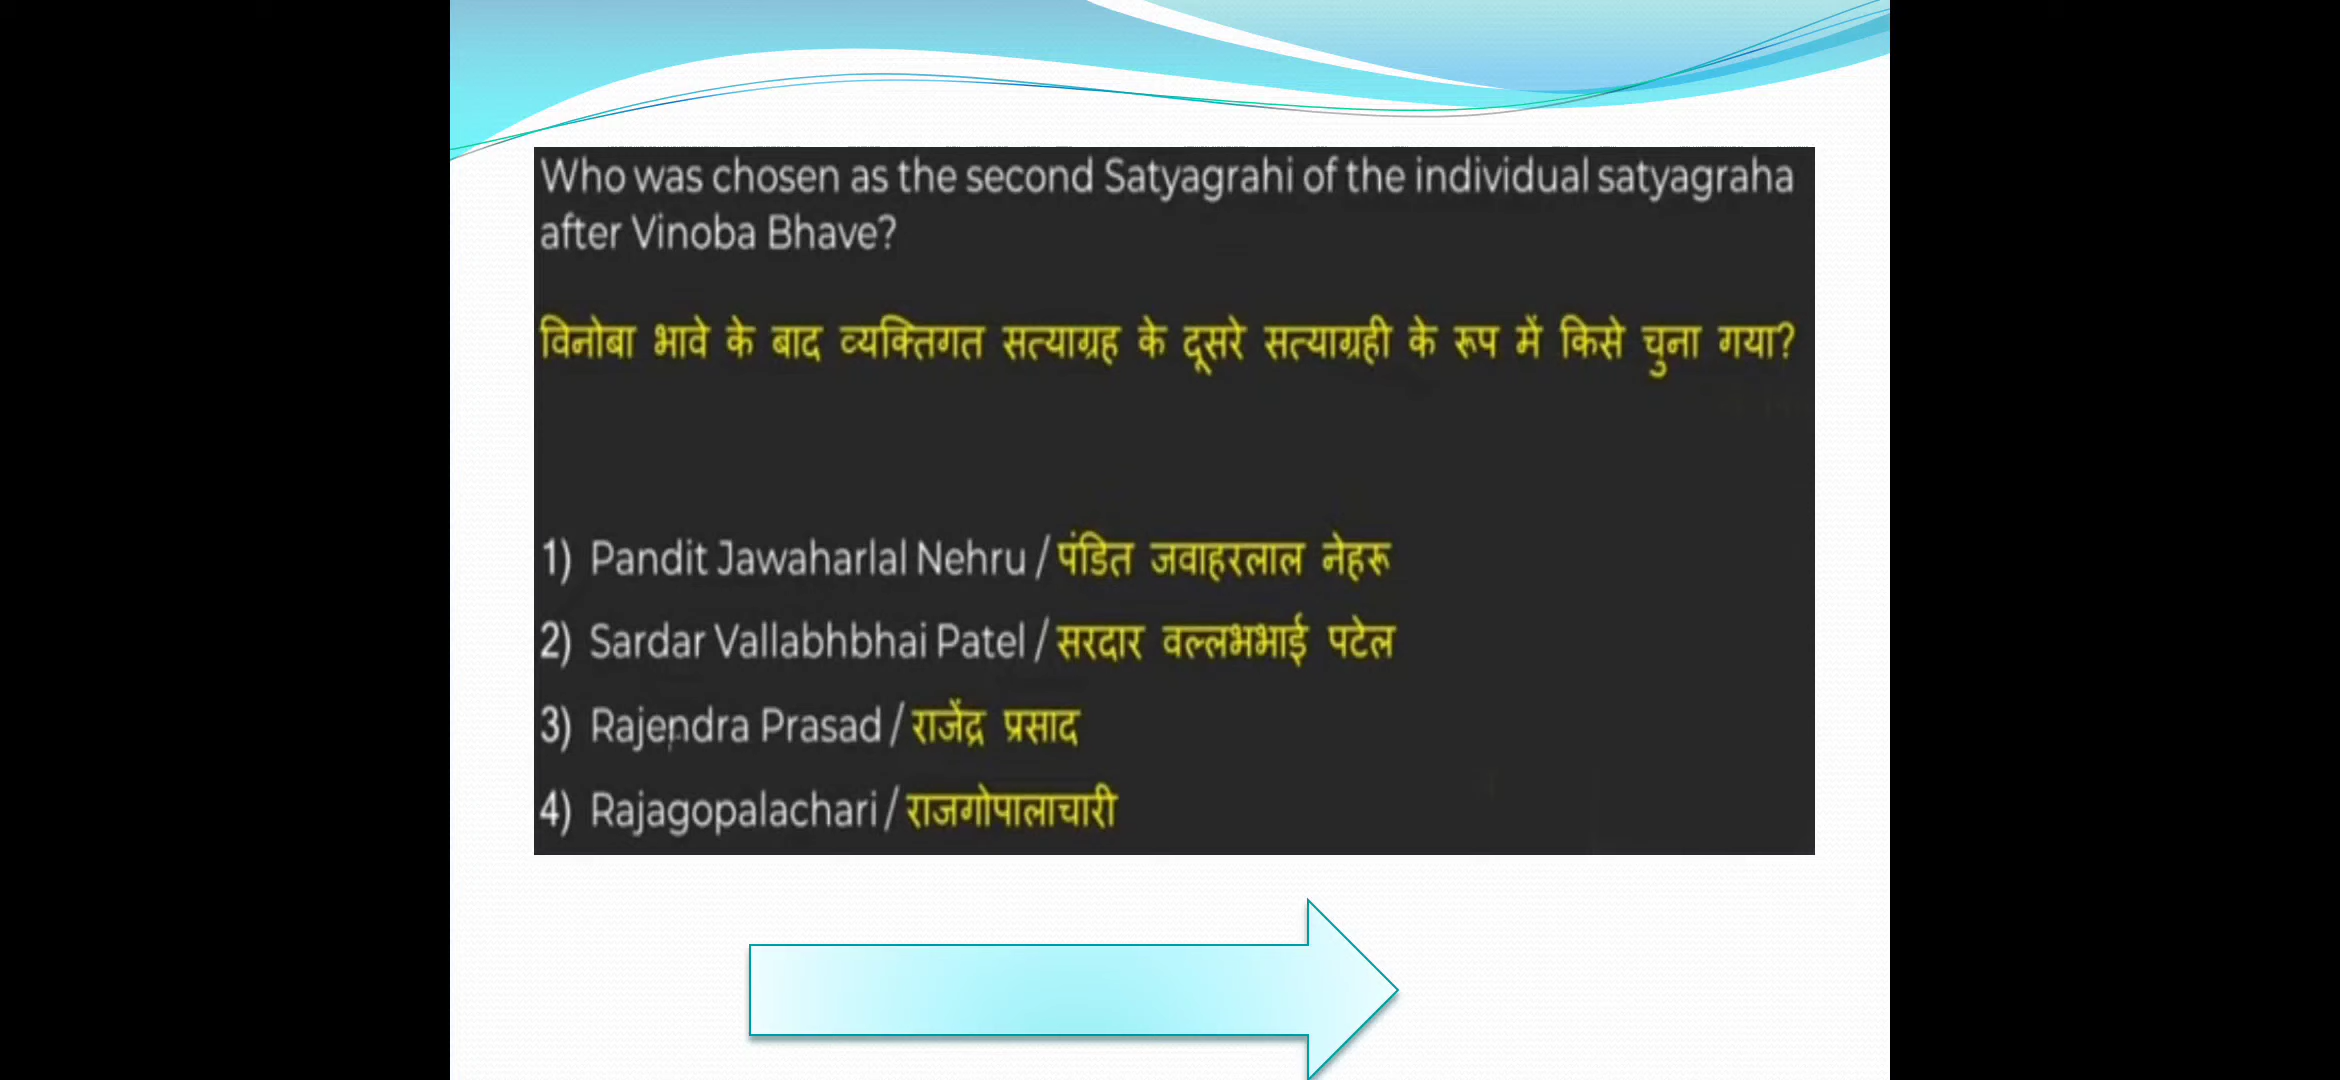 Who was chosen as the second Satyagrahi of the individual satyagraha
after Vinoba Bhave?
विनोबा भावे के बाद व्यक्तिगत सत्याग्रह के दूसरे सत्याग्रही के रूप में किसे चुना गया?
1) Pandit Jawaharlal Nehru / पंडित जवाहरलाल नेहरू
2) Sardar Vallabhbhai Patel / सरदार वल्लभभाई पटेल
3) Rajendra Prasad / राजेंद्र प्रसाद
4) Rajagopalachari / राजगोपालाचारी